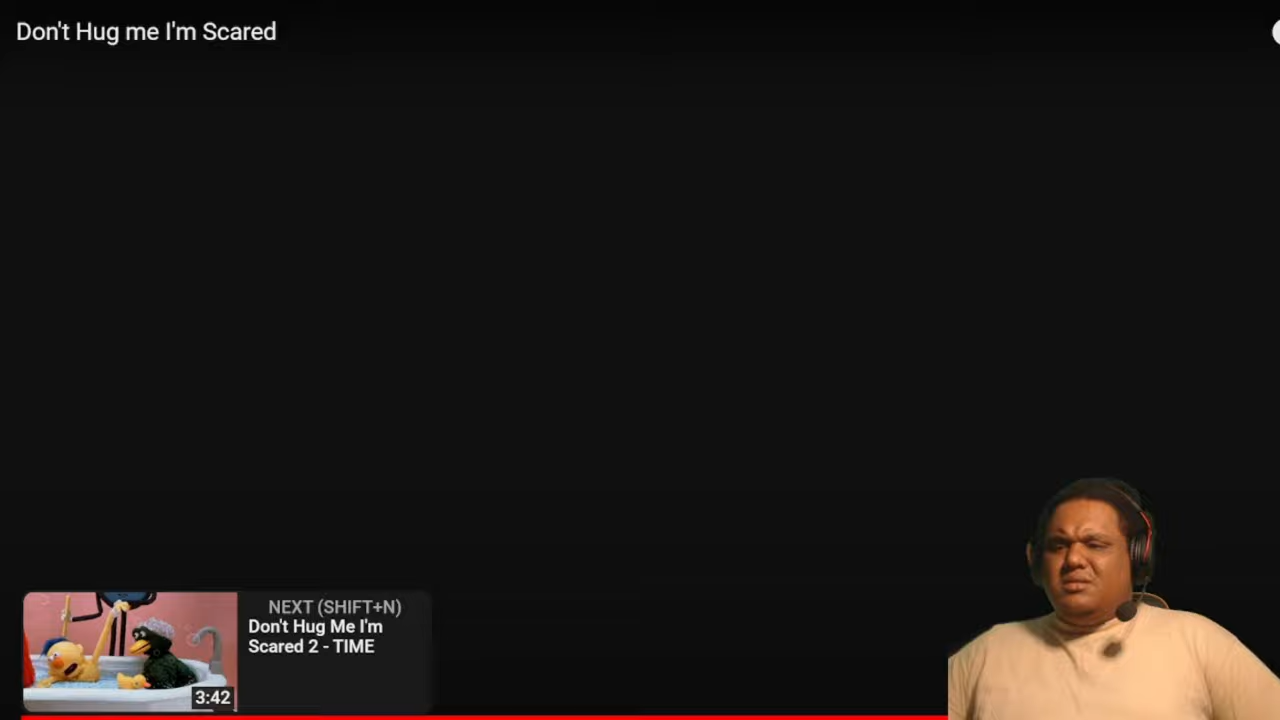 Don't Hug me I'm Scared
NEXT (SHIFT+N)
Don't Hug Me I'm
Scared 2 - TIME
3:42